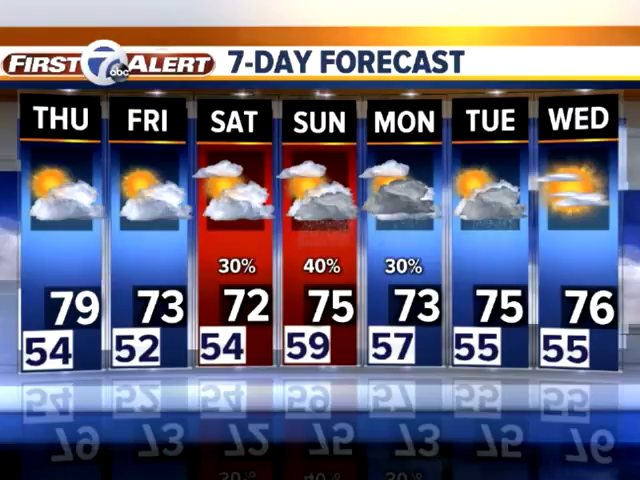 FIRST 7 abc ALERT 7-DAY FORECAST
THU FRI SAT SUN MON TUE WED
30% 40% 30%
79 73 72 75 73 75 76
54 52 54 59 57 55 55